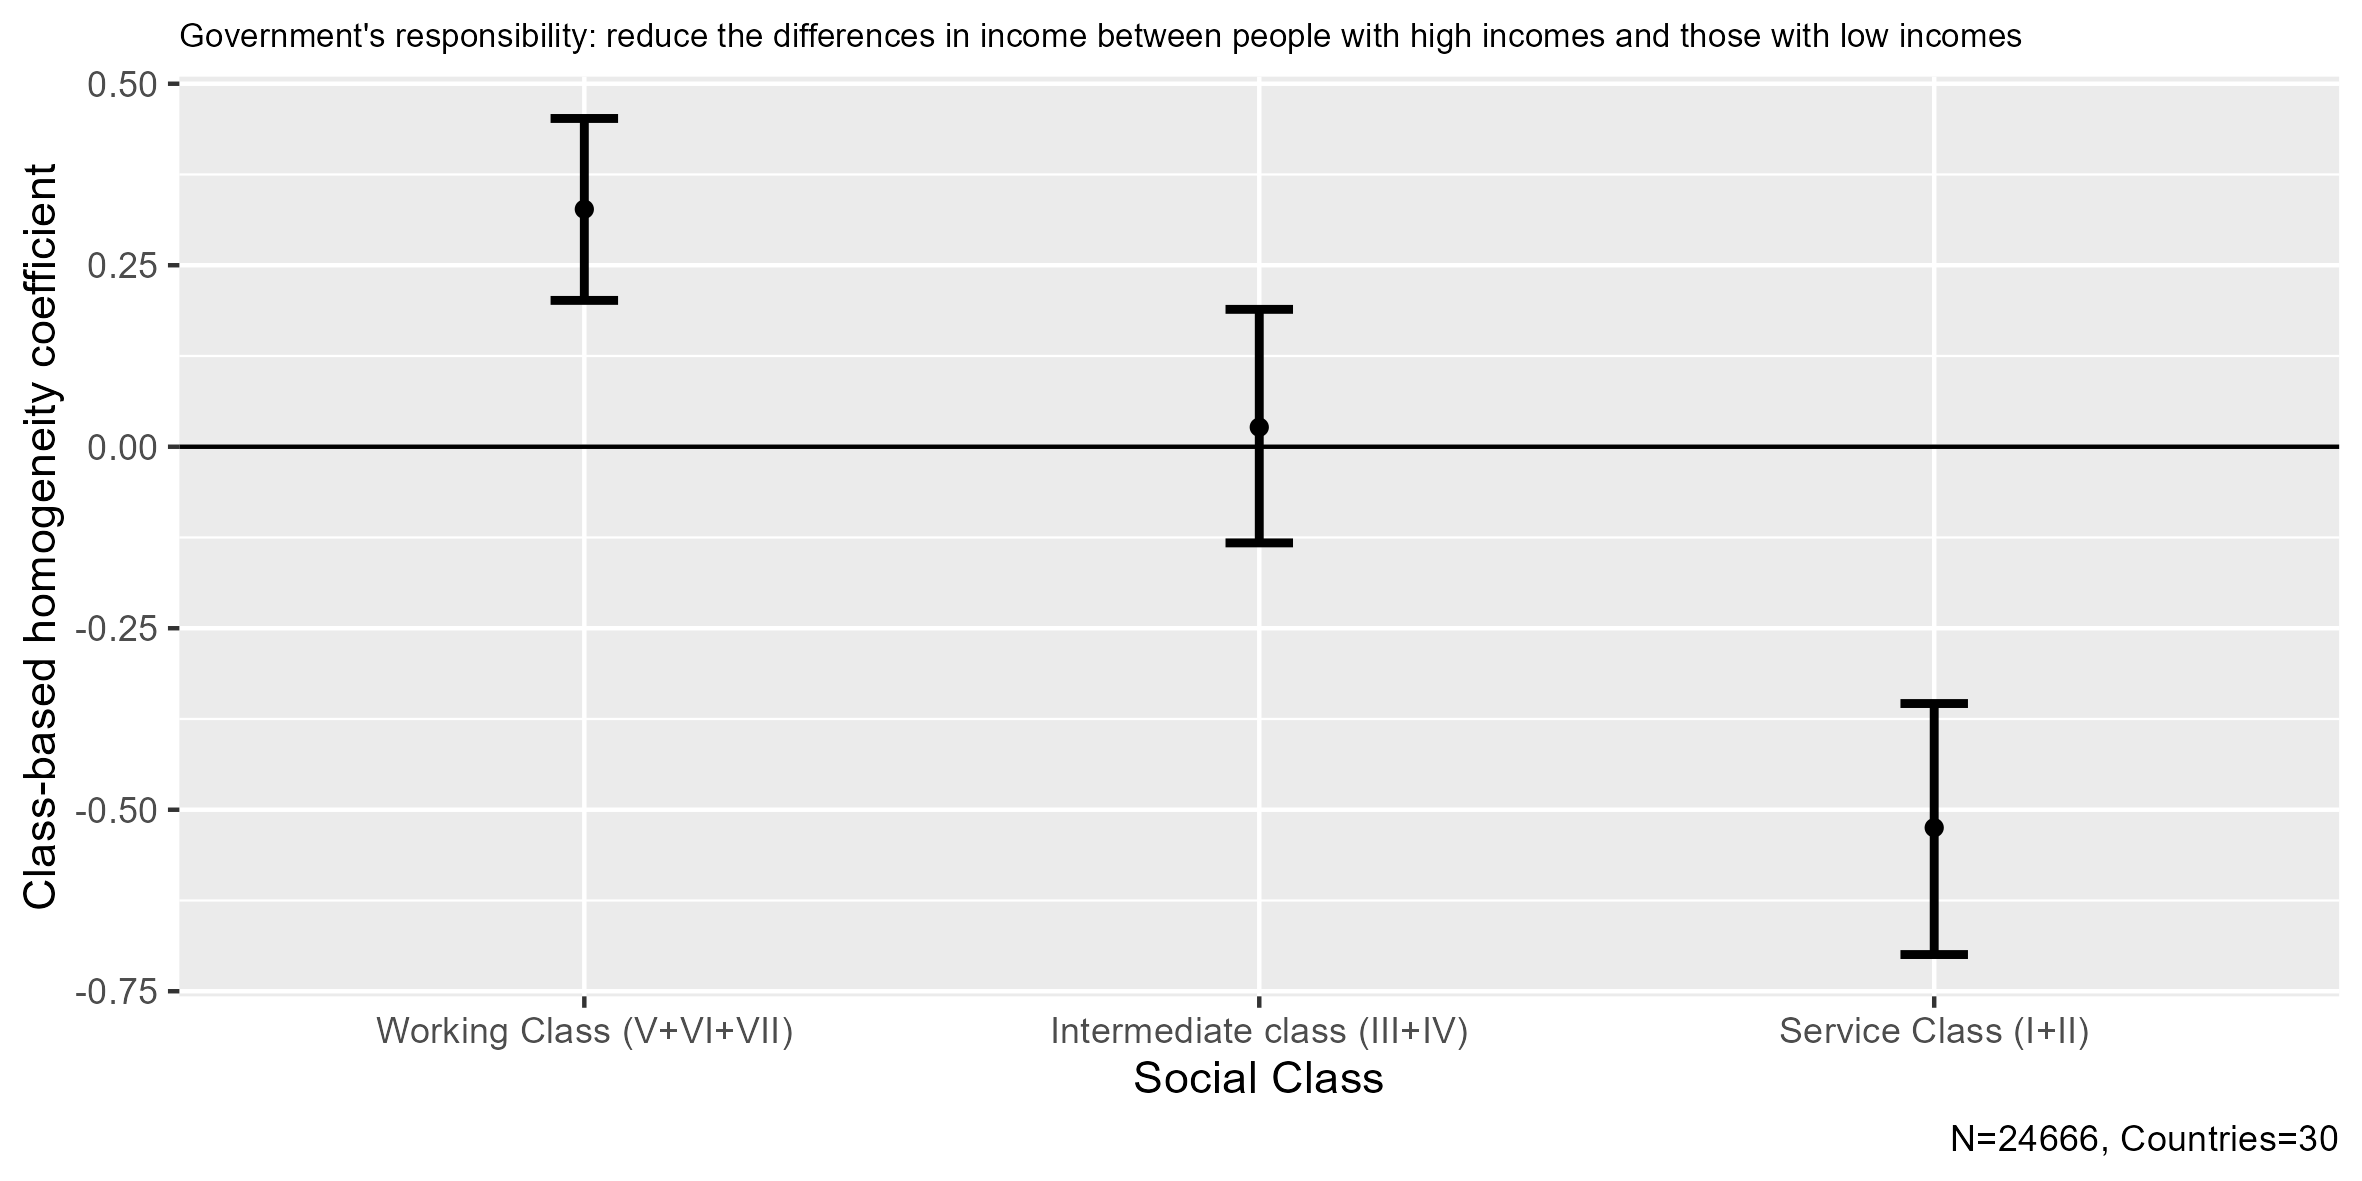 Government's responsibility: reduce the differences in income between people with high incomes and those with low incomes
Class-based homogeneity coefficient
0.50
0.25
0.00
-0.25
-0.50
-0.75
Working Class (V+VI+VII)
Intermediate class (III+IV)
Service Class (I+II)
Social Class
N=24666, Countries=30